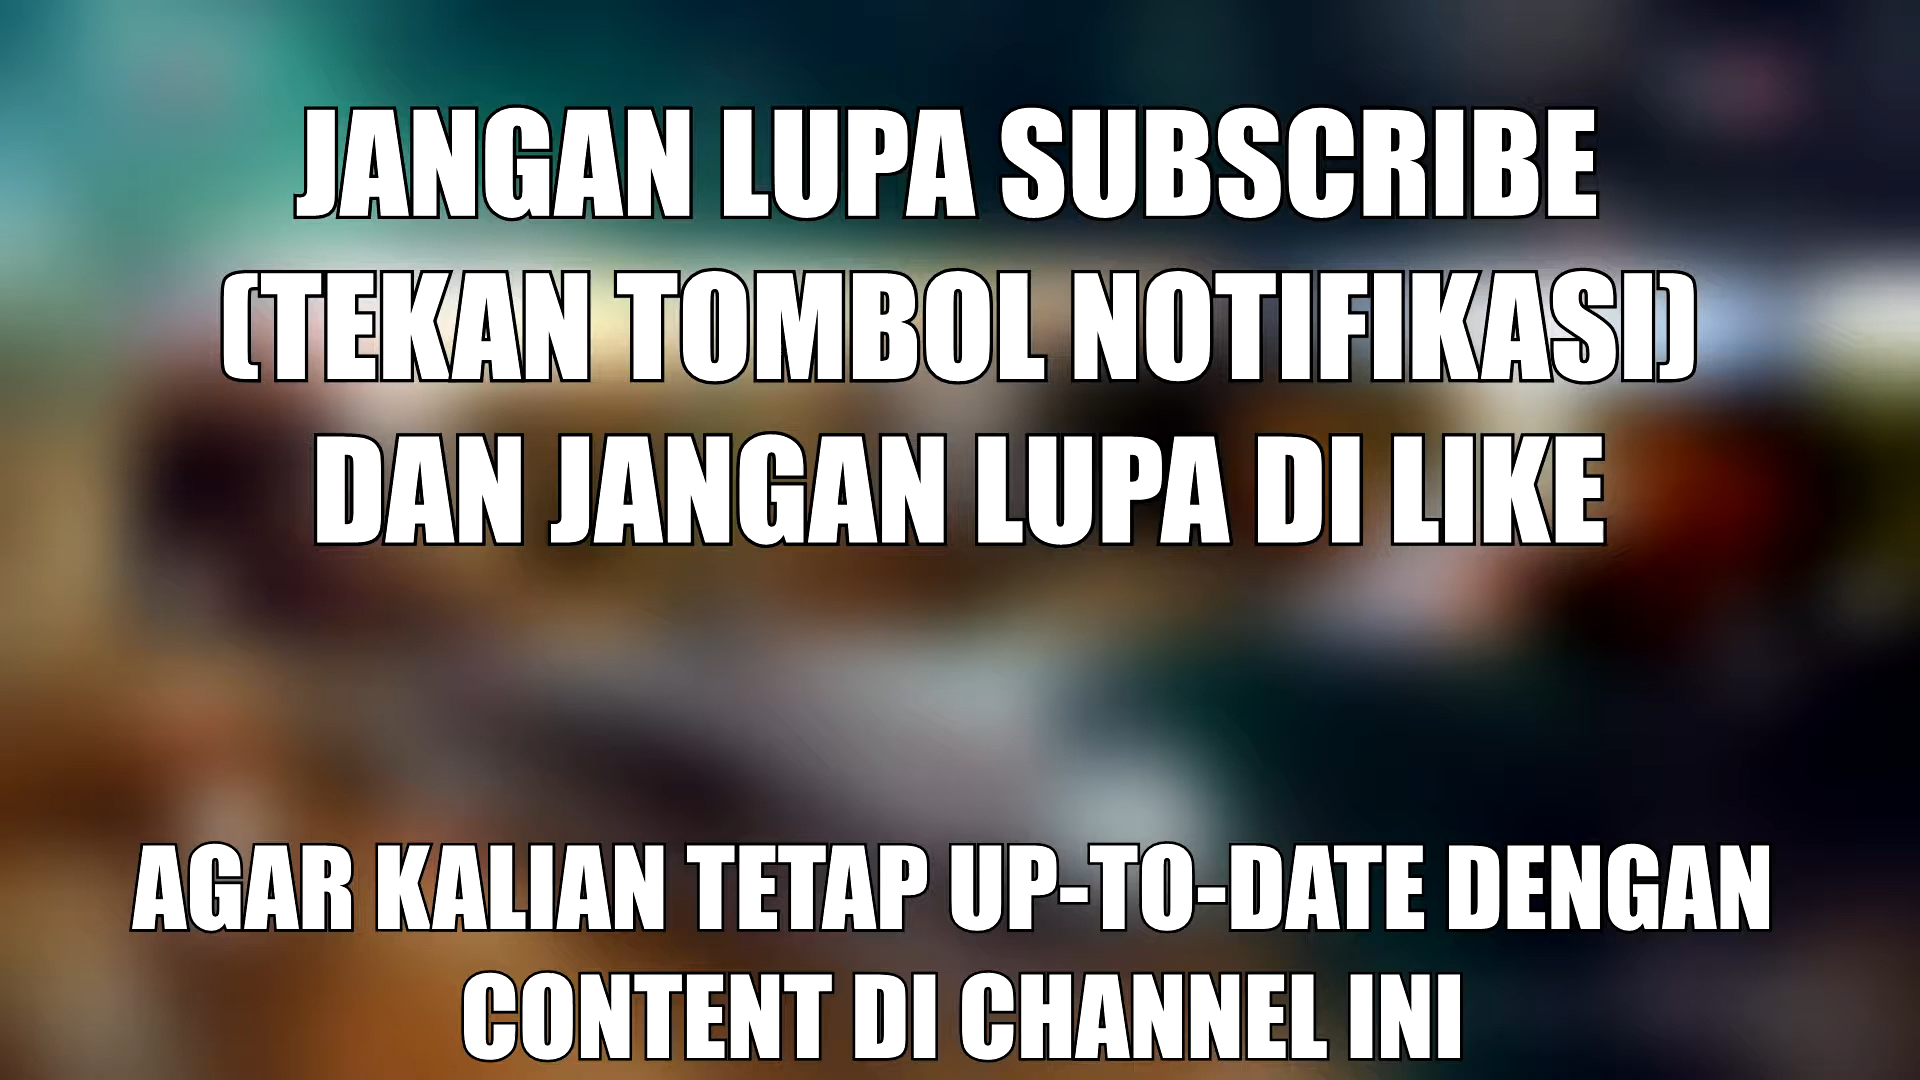 JANGAN LUPA SUBSCRIBE
(TEKAN TOMBOL NOTIFIKASI)
DAN JANGAN LUPA DI LIKE
AGAR KALIAN TETAP UP-TO-DATE DENGAN
CONTENT DI CHANNEL INI